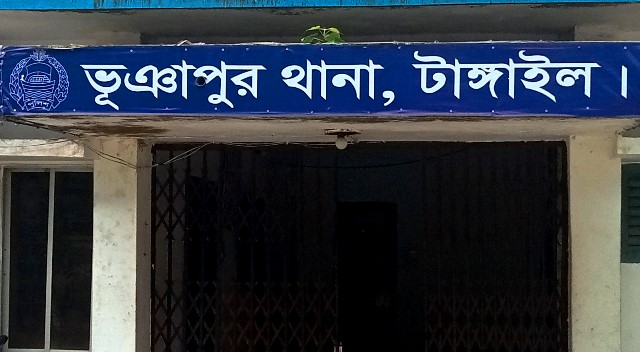 ভূঞাপুর থানা, টাঙ্গাইল।